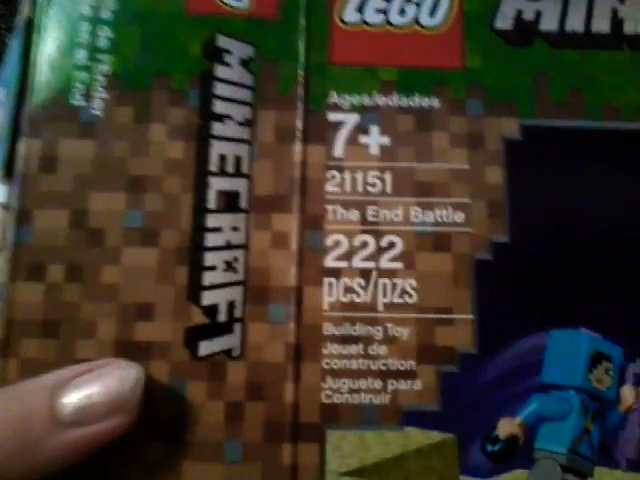 MINECRAFT
LEGO
MIN
Ages/edades
7+
21151
The End Battle
222
pcs/pzs
Building Toy
Jouet de
construction
Juguete para
Construir